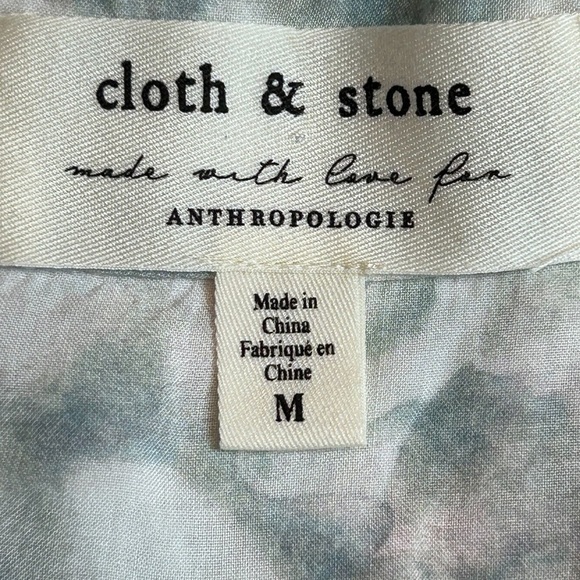 cloth & stone
made with love for
ANTHROPOLOGIE
Made in
China
Fabriqué en
Chine
M